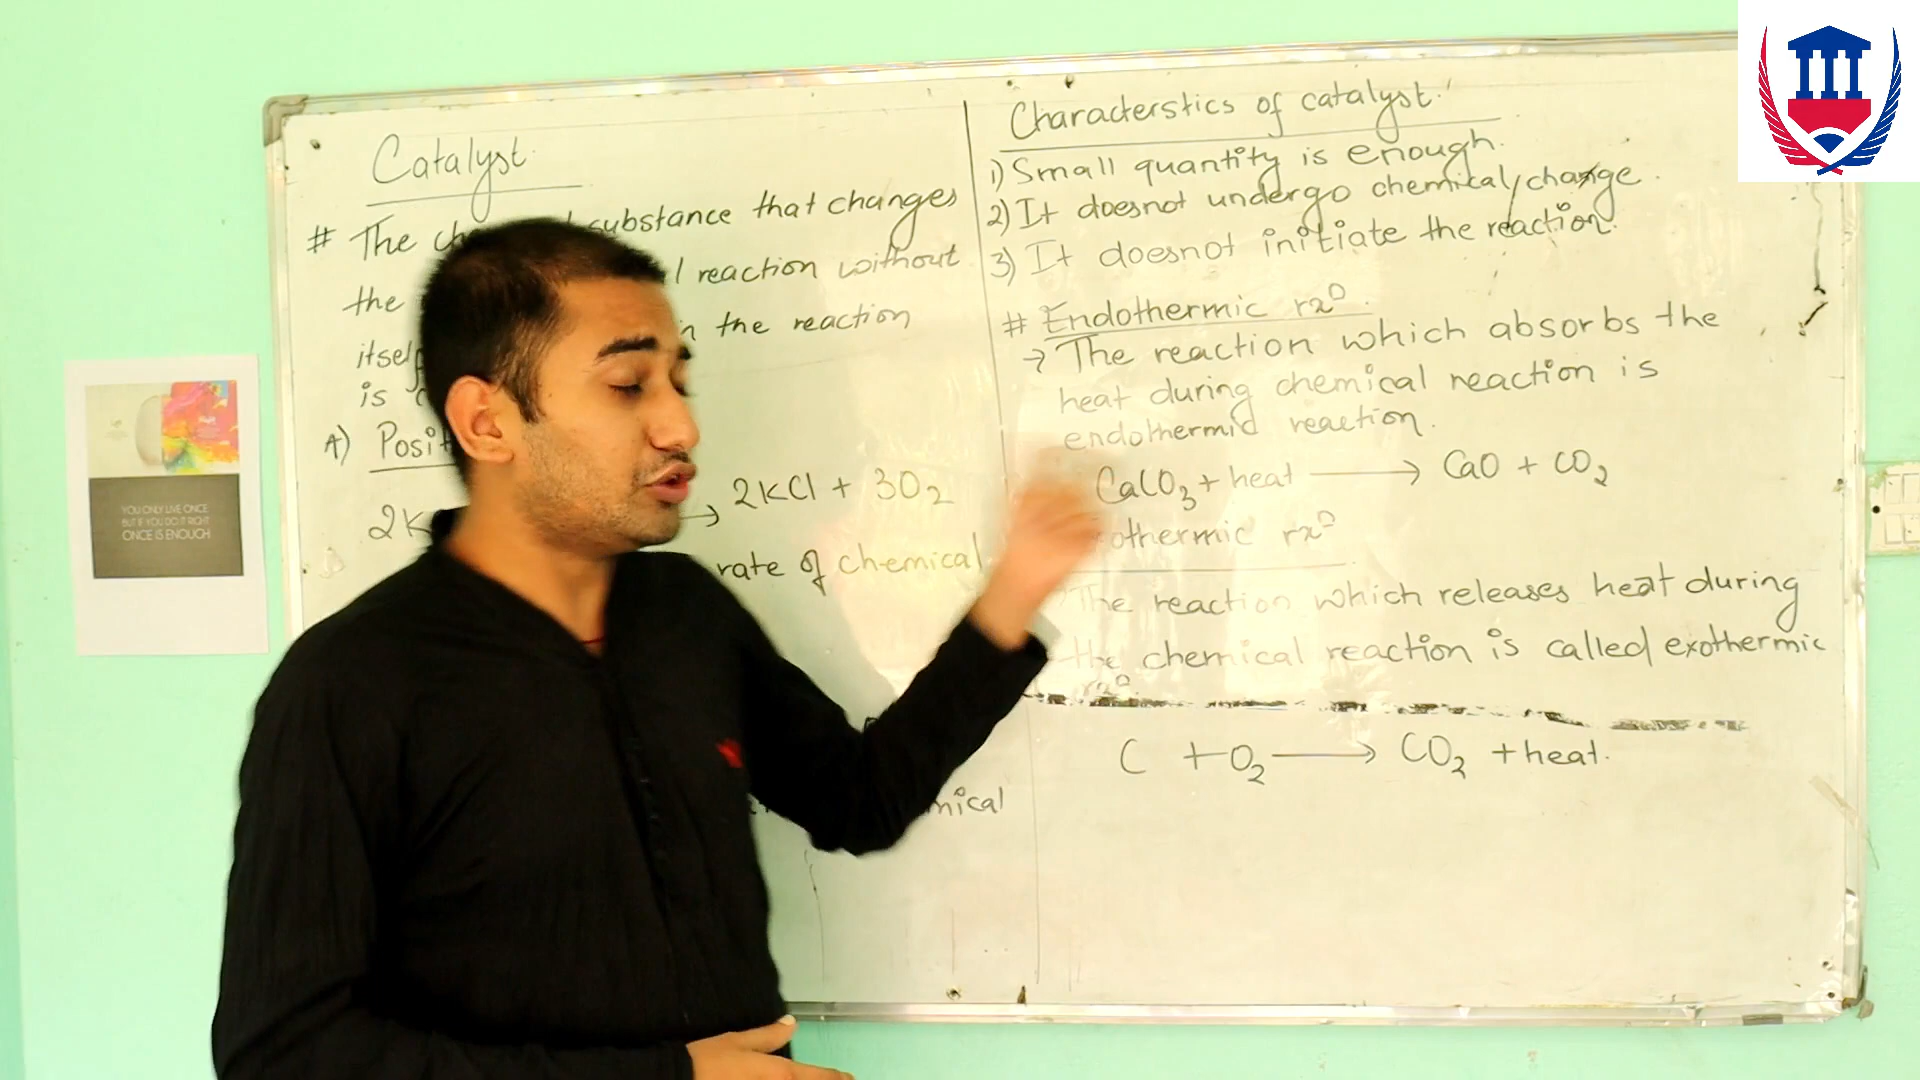 Catalyst
# The substance that changes
the reaction without
in the reaction
is
A) Posit
2K → 2KCl + 3O2
rate of chemical
mical
Characterstics of catalyst.
1) Small quantity is enough.
2) It doesnot undergo chemical change.
3) It doesnot initiate the reaction.
# Endothermic rxn
→ The reaction which absorbs the
heat during chemical reaction is
endothermic reaction.
CaCO3 + heat → CaO + CO2
othermic rxn
The reaction which releases heat during
the chemical reaction is called exothermic
rxn
C + O2 → CO2 + heat.
YOU ONLY LIVE ONCE
BUT IF YOU DO IT RIGHT
ONCE IS ENOUGH